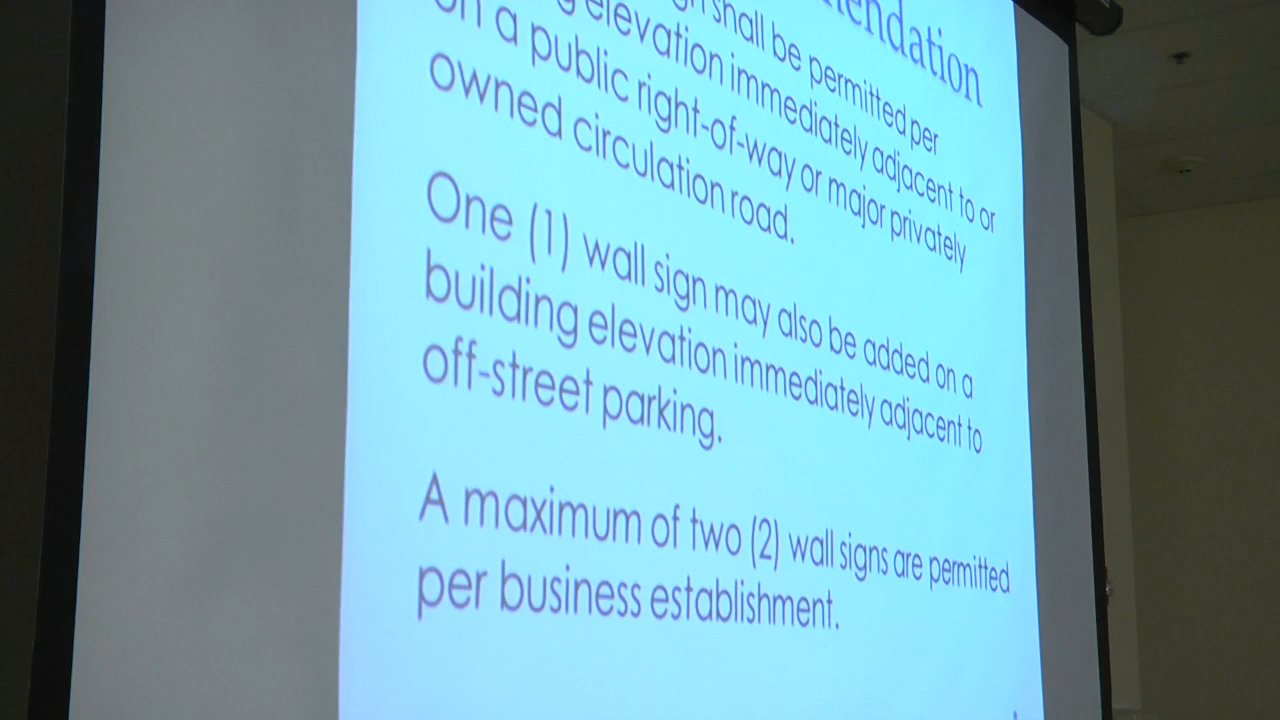 shall be permitted per
elevation immediately adjacent to or
on a public right-of-way or major privately
owned circulation road.
One (1) wall sign may also be added on a
building elevation immediately adjacent to
off-street parking.
A maximum of two (2) wall signs are permitted
per business establishment.